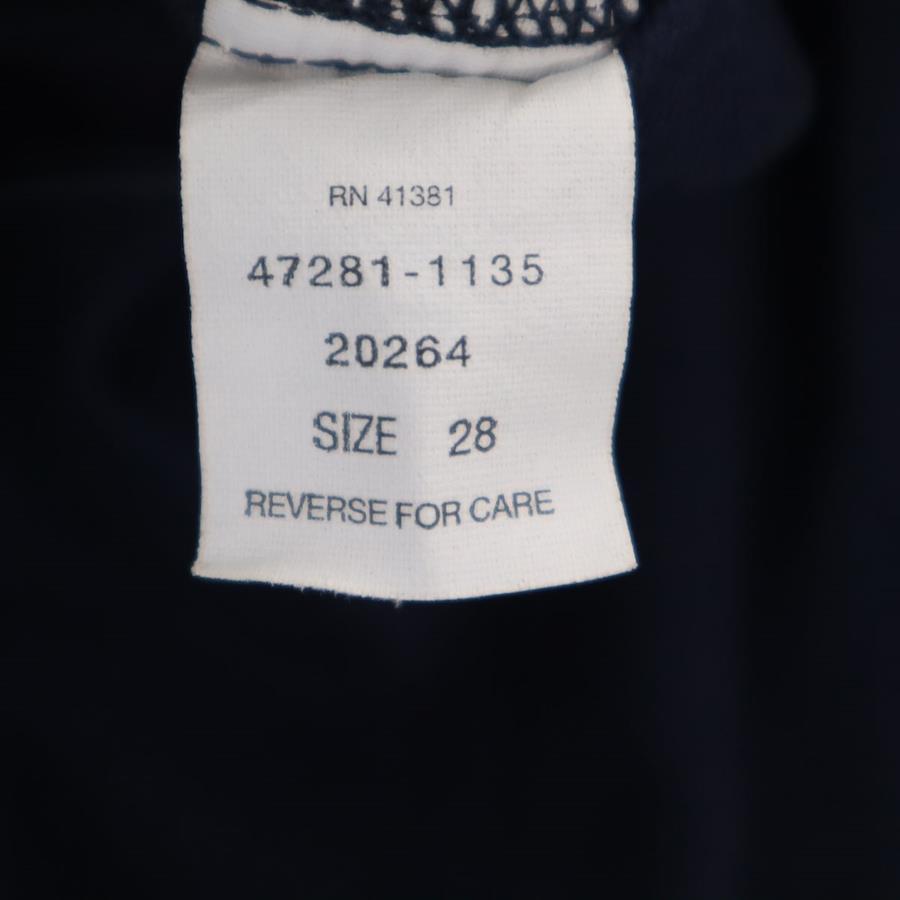 RN 41381
47281-1135
20264
SIZE 28
REVERSE FOR CARE